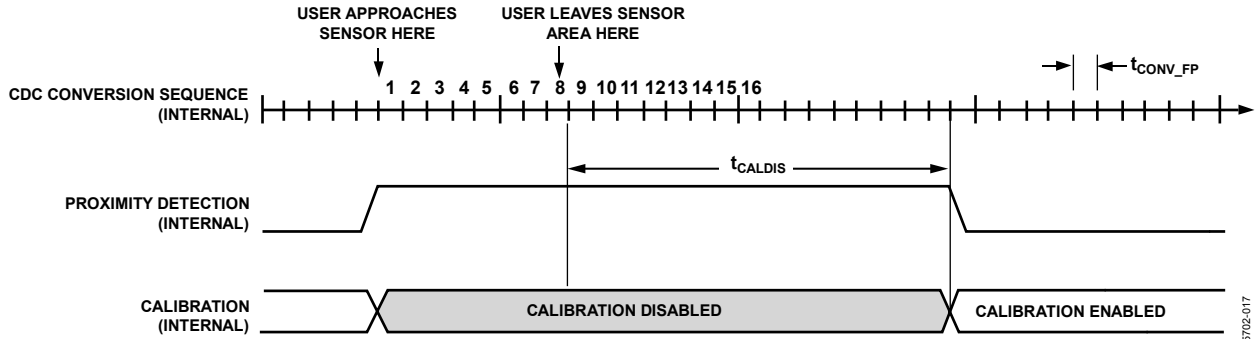 USER APPROACHES
SENSOR HERE
USER LEAVES SENSOR
AREA HERE
tCONV_FP
1 2 3 4 5 6 7 8 9 10 11 12 13 14 15 16
CDC CONVERSION SEQUENCE
(INTERNAL)
tCALDIS
PROXIMITY DETECTION
(INTERNAL)
CALIBRATION
(INTERNAL)
CALIBRATION DISABLED
CALIBRATION ENABLED